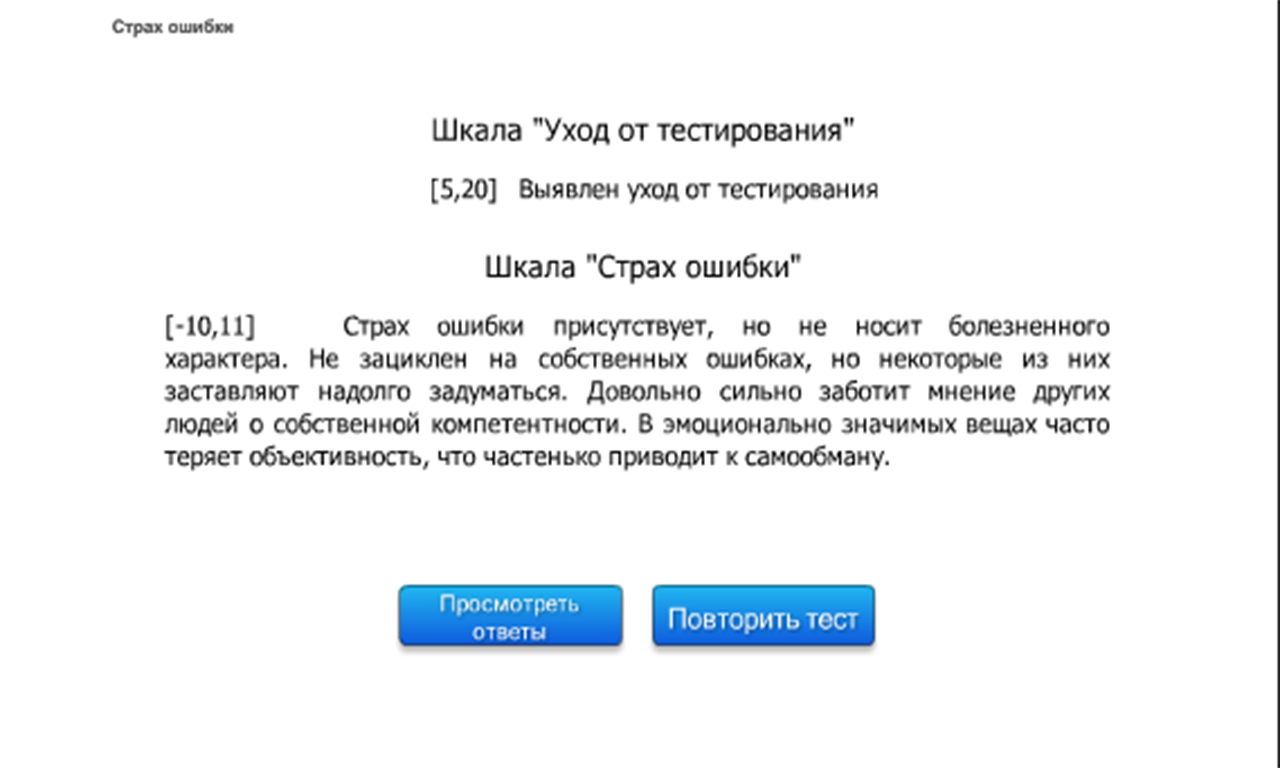 Страх ошибки
Шкала "Уход от тестирования"
[5,20] Выявлен уход от тестирования
Шкала "Страх ошибки"
[-10,11] Страх ошибки присутствует, но не носит болезненного
характера. Не зациклен на собственных ошибках, но некоторые из них
заставляют надолго задуматься. Довольно сильно заботит мнение других
людей о собственной компетентности. В эмоционально значимых вещах часто
теряет объективность, что частенько приводит к самообману.
Просмотреть
ответы
Повторить тест